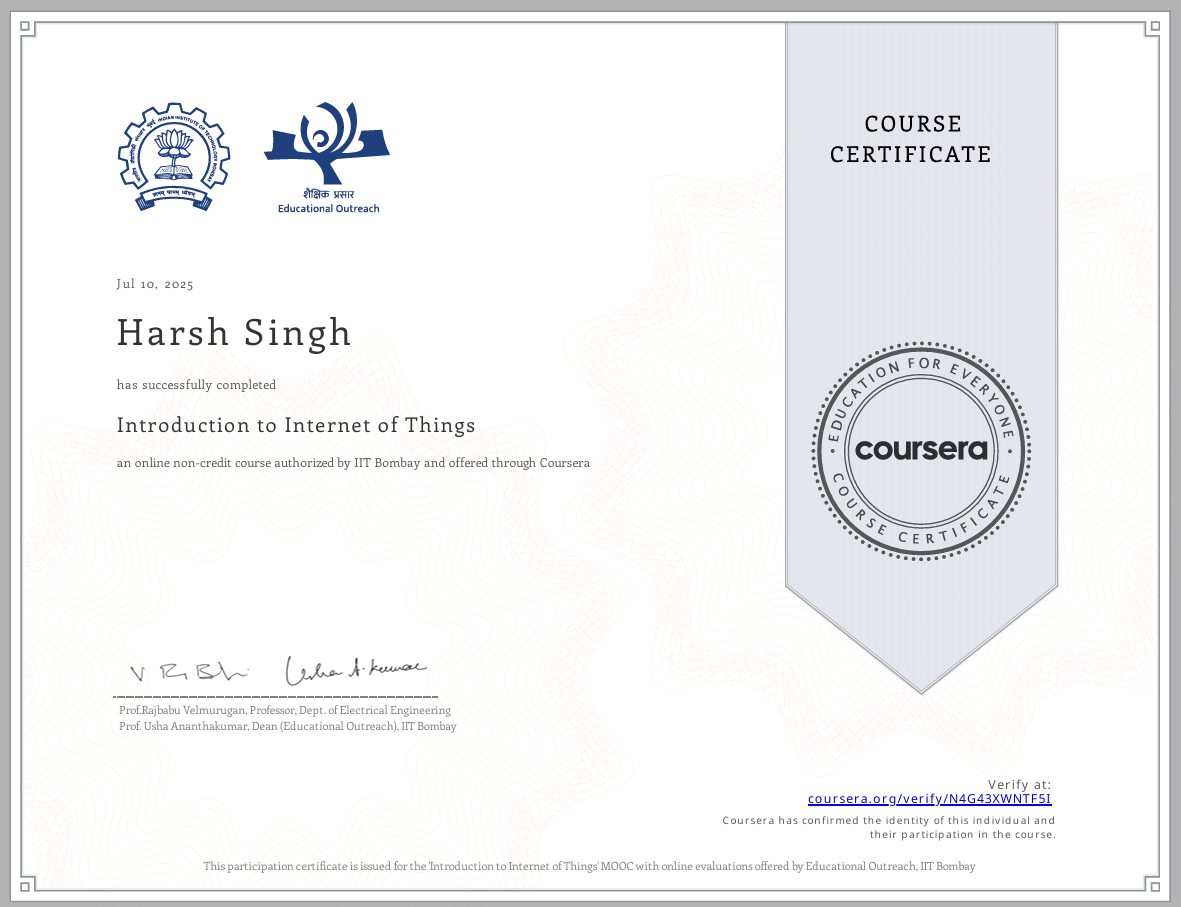 INDIAN INSTITUTE OF TECHNOLOGY BOMBAY
ज्ञानम् परमम् ध्येयम्
शैक्षिक प्रसार
Educational Outreach
COURSE
CERTIFICATE
Jul 10, 2025
Harsh Singh
has successfully completed
Introduction to Internet of Things
an online non-credit course authorized by IIT Bombay and offered through Coursera
EDUCATION FOR EVERYONE
coursera
COURSE CERTIFICATE
Usha A. kumar
Prof.Rajbabu Velmurugan, Professor, Dept. of Electrical Engineering
Prof. Usha Ananthakumar, Dean (Educational Outreach), IIT Bombay
Verify at:
coursera.org/verify/N4G43XWNTF5I
Coursera has confirmed the identity of this individual and
their participation in the course.
This participation certificate is issued for the 'Introduction to Internet of Things' MOOC with online evaluations offered by Educational Outreach, IIT Bombay